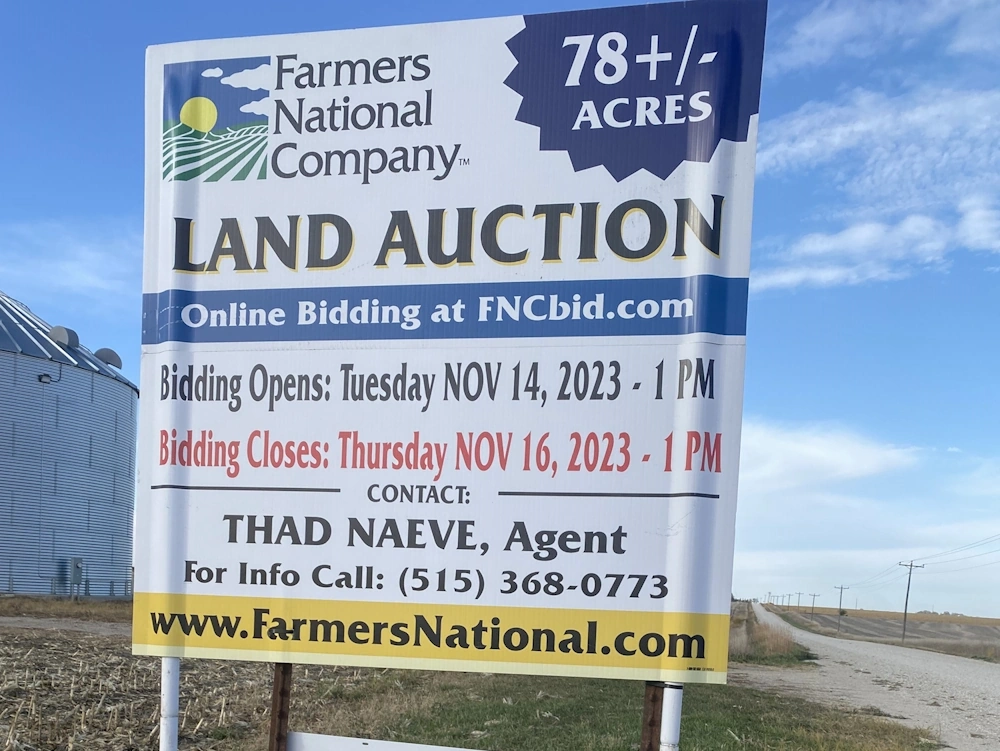 Farmers
National
Company™
78+/-
ACRES
LAND AUCTION
Online Bidding at FNCbid.com
Bidding Opens: Tuesday NOV 14, 2023 - 1 PM
Bidding Closes: Thursday NOV 16, 2023 - 1 PM
CONTACT:
THAD NAEVE, Agent
For Info Call: (515) 368-0773
www.FarmersNational.com